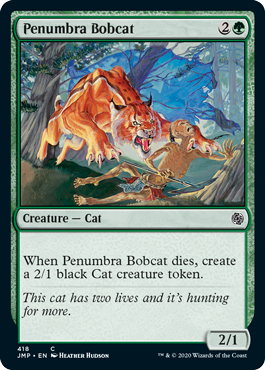 Penumbra Bobcat 2
Creature — Cat
When Penumbra Bobcat dies, create
a 2/1 black Cat creature token.
This cat has two lives and it's hunting
for more.
2/1
418 C
JMP • EN HEATHER HUDSON
™ & © 2020 Wizards of the Coast